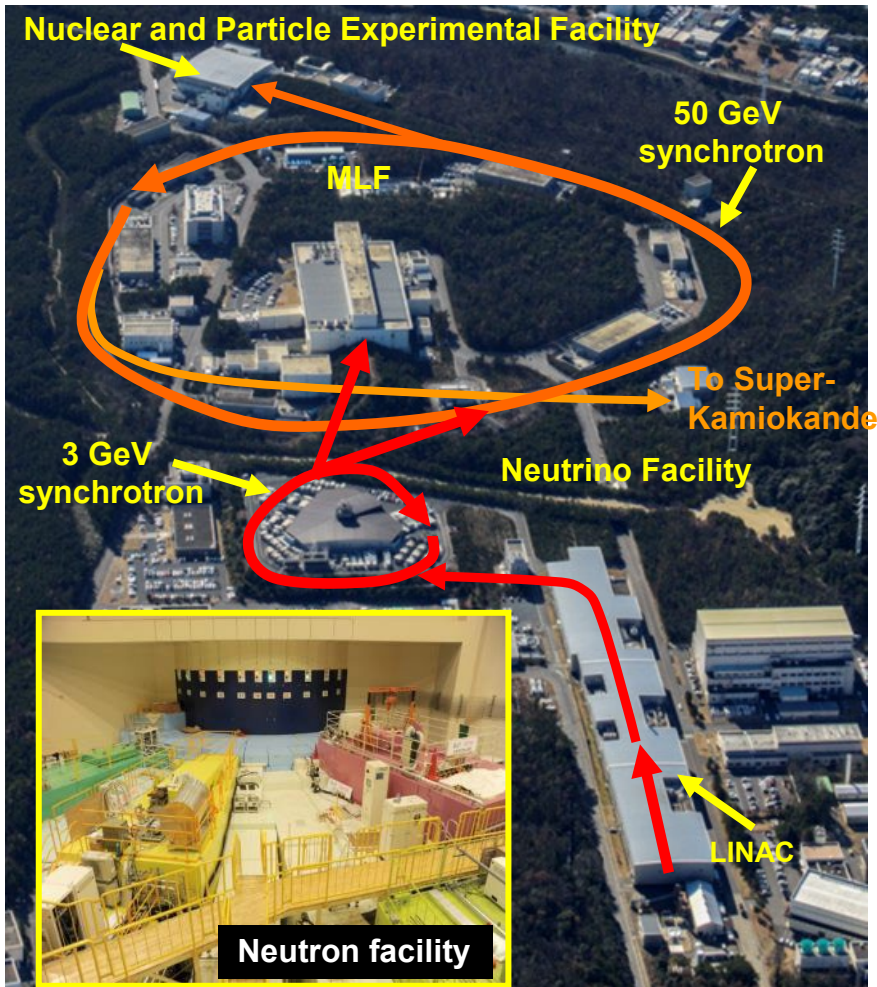 Nuclear and Particle Experimental Facility
50 GeV
synchrotron
MLF
To Super-
Kamiokande
3 GeV
synchrotron
Neutrino Facility
LINAC
Neutron facility